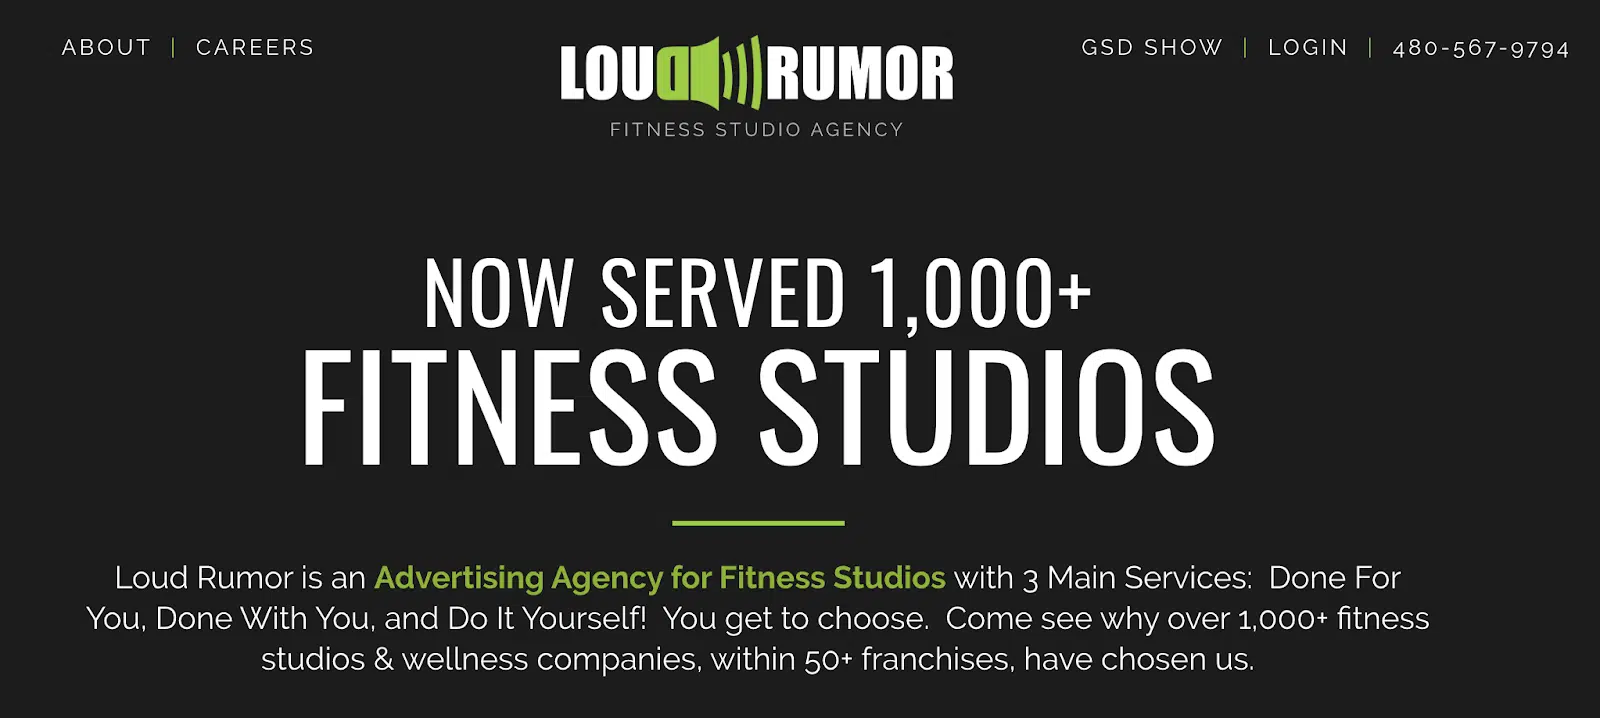 ABOUT | CAREERS
LOUD RUMOR
FITNESS STUDIO AGENCY
GSD SHOW | LOGIN | 480-567-9794
NOW SERVED 1,000+
FITNESS STUDIOS
Loud Rumor is an Advertising Agency for Fitness Studios with 3 Main Services:  Done For
You, Done With You, and Do It Yourself!  You get to choose.  Come see why over 1,000+ fitness
studios & wellness companies, within 50+ franchises, have chosen us.